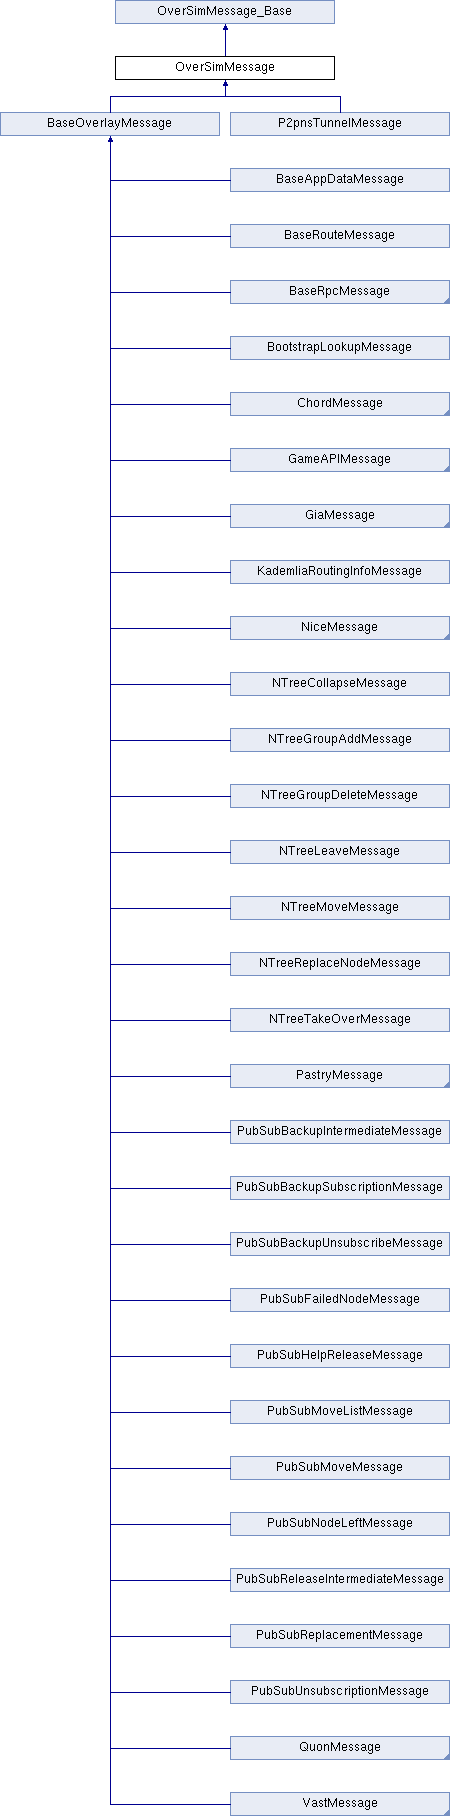 OverSimMessage_Base
OverSimMessage
BaseOverlayMessage
P2pnsTunnelMessage
BaseAppDataMessage
BaseRouteMessage
BaseRpcMessage
BootstrapLookupMessage
ChordMessage
GameAPIMessage
GiaMessage
KademliaRoutingInfoMessage
NiceMessage
NTreeCollapseMessage
NTreeGroupAddMessage
NTreeGroupDeleteMessage
NTreeLeaveMessage
NTreeMoveMessage
NTreeReplaceNodeMessage
NTreeTakeOverMessage
PastryMessage
PubSubBackupIntermediateMessage
PubSubBackupSubscriptionMessage
PubSubBackupUnsubscribeMessage
PubSubFailedNodeMessage
PubSubHelpReleaseMessage
PubSubMoveListMessage
PubSubMoveMessage
PubSubNodeLeftMessage
PubSubReleaseIntermediateMessage
PubSubReplacementMessage
PubSubUnsubscriptionMessage
QuonMessage
VastMessage